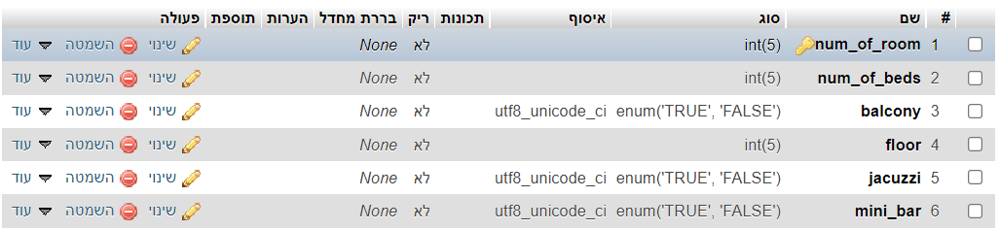 # שם סוג איסוף תכונות ריק בררת מחדל הערות תוספת פעולה
1 num_of_room int(5) לא None שינוי השמטה עוד
2 num_of_beds int(5) לא None שינוי השמטה עוד
3 balcony enum('TRUE', 'FALSE') utf8_unicode_ci לא None שינוי השמטה עוד
4 floor int(5) לא None שינוי השמטה עוד
5 jacuzzi enum('TRUE', 'FALSE') utf8_unicode_ci לא None שינוי השמטה עוד
6 mini_bar enum('TRUE', 'FALSE') utf8_unicode_ci לא None שינוי השמטה עוד